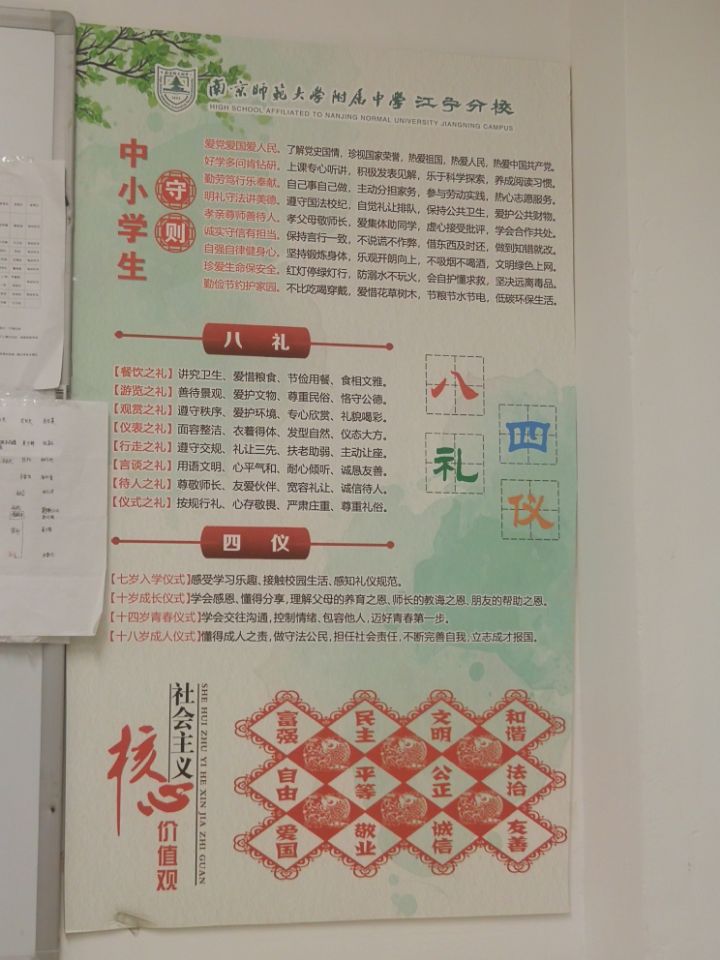 南京师范大学附属中学 江宁分校
HIGH SCHOOL AFFILIATED TO NANJING NORMAL UNIVERSITY JIANGNING CAMPUS
中小学生
守则
爱党爱国爱人民。了解党史国情，珍视国家荣誉，热爱祖国，热爱人民，热爱中国共产党。
好学多问肯钻研。上课专心听讲，积极发表见解，乐于科学探索，养成阅读习惯。
勤劳笃行乐奉献。自己事自己做，主动分担家务，参与劳动实践，热心志愿服务。
明礼守法讲美德。遵守国法校纪，自觉礼让排队，保持公共卫生，爱护公共财物。
孝亲尊师善待人。孝父母敬师长，爱集体助同学，虚心接受批评，学会合作共处。
诚实守信有担当。保持言行一致，不说谎不作弊，借东西及时还，做到知错就改。
自强自律健身心。坚持锻炼身体，乐观开朗向上，不吸烟不喝酒，文明绿色上网。
珍爱生命保安全。红灯停绿灯行，防溺水不玩火，会自护懂求救，坚决远离毒品。
勤俭节约护家园。不比吃喝穿戴，爱惜花草树木，节粮节水节电，低碳环保生活。
八 礼
【餐饮之礼】讲究卫生、爱惜粮食、节俭用餐、食相文雅。
【游览之礼】善待景观、爱护文物、尊重民俗、恪守公德。
【观赏之礼】遵守秩序、爱护环境、专心欣赏、礼貌喝彩。
【仪表之礼】面容整洁、衣着得体、发型自然、仪态大方。
【行走之礼】遵守交规、礼让三先、扶老助弱、主动让座。
【言谈之礼】用语文明、心平气和、耐心倾听、诚恳友善。
【待人之礼】尊敬师长、友爱伙伴、宽容礼让、诚信待人。
【仪式之礼】按规行礼、心存敬畏、严肃庄重、尊重礼俗。
八礼
四仪
四 仪
【七岁入学仪式】感受学习乐趣、接触校园生活、感知礼仪规范。
【十岁成长仪式】学会感恩、懂得分享，理解父母的养育之恩、师长的教诲之恩、朋友的帮助之恩。
【十四岁青春仪式】学会交往沟通，控制情绪、包容他人，迈好青春第一步。
【十八岁成人仪式】懂得成人之责，做守法公民，担任社会责任，不断完善自我，立志成才报国。
社会主义
SHE HUI ZHU YI HE XIN JIA ZHI GUAN
核心
价值观
富强 民主 文明 和谐
自由 平等 公正 法治
爱国 敬业 诚信 友善